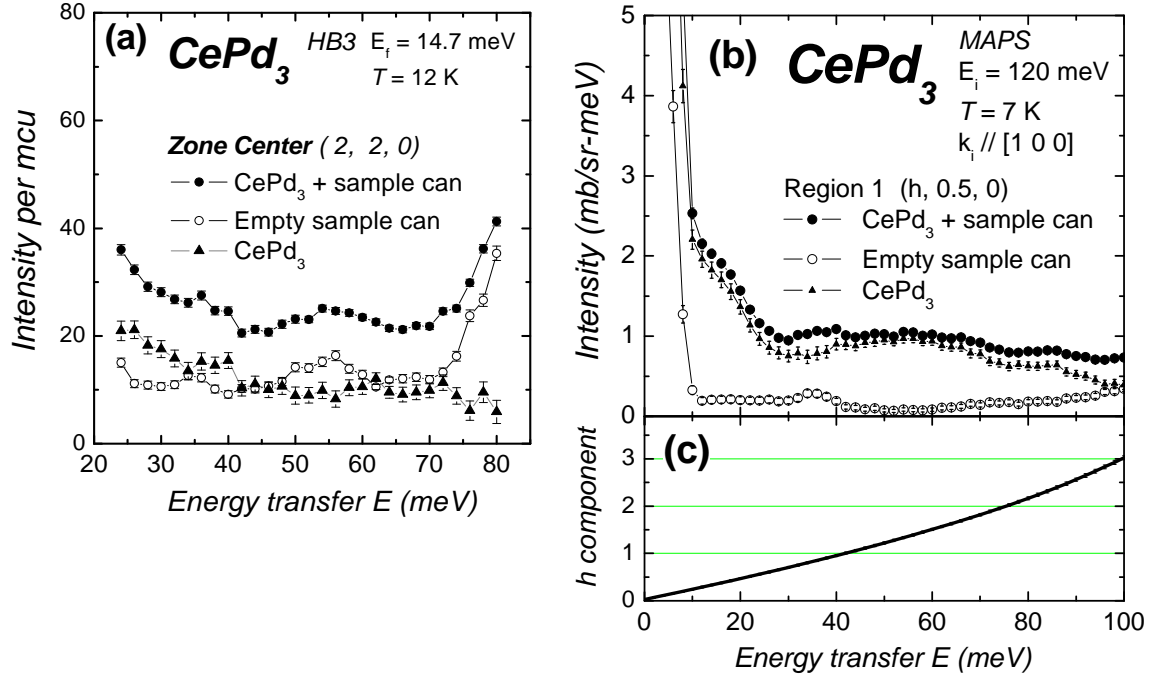 (a)
CePd3
HB3 Ef = 14.7 meV
T = 12 K
Zone Center ( 2, 2, 0)
CePd3 + sample can
Empty sample can
CePd3
Intensity per mcu
80
60
40
20
0
20 30 40 50 60 70 80
Energy transfer E (meV)
(b)
CePd3
MAPS
Ei = 120 meV
T = 7 K
ki // [1 0 0]
Region 1 (h, 0.5, 0)
CePd3 + sample can
Empty sample can
CePd3
Intensity (mb/sr-meV)
5
4
3
2
1
0
(c)
h component
3
2
1
0
0 20 40 60 80 100
Energy transfer E (meV)